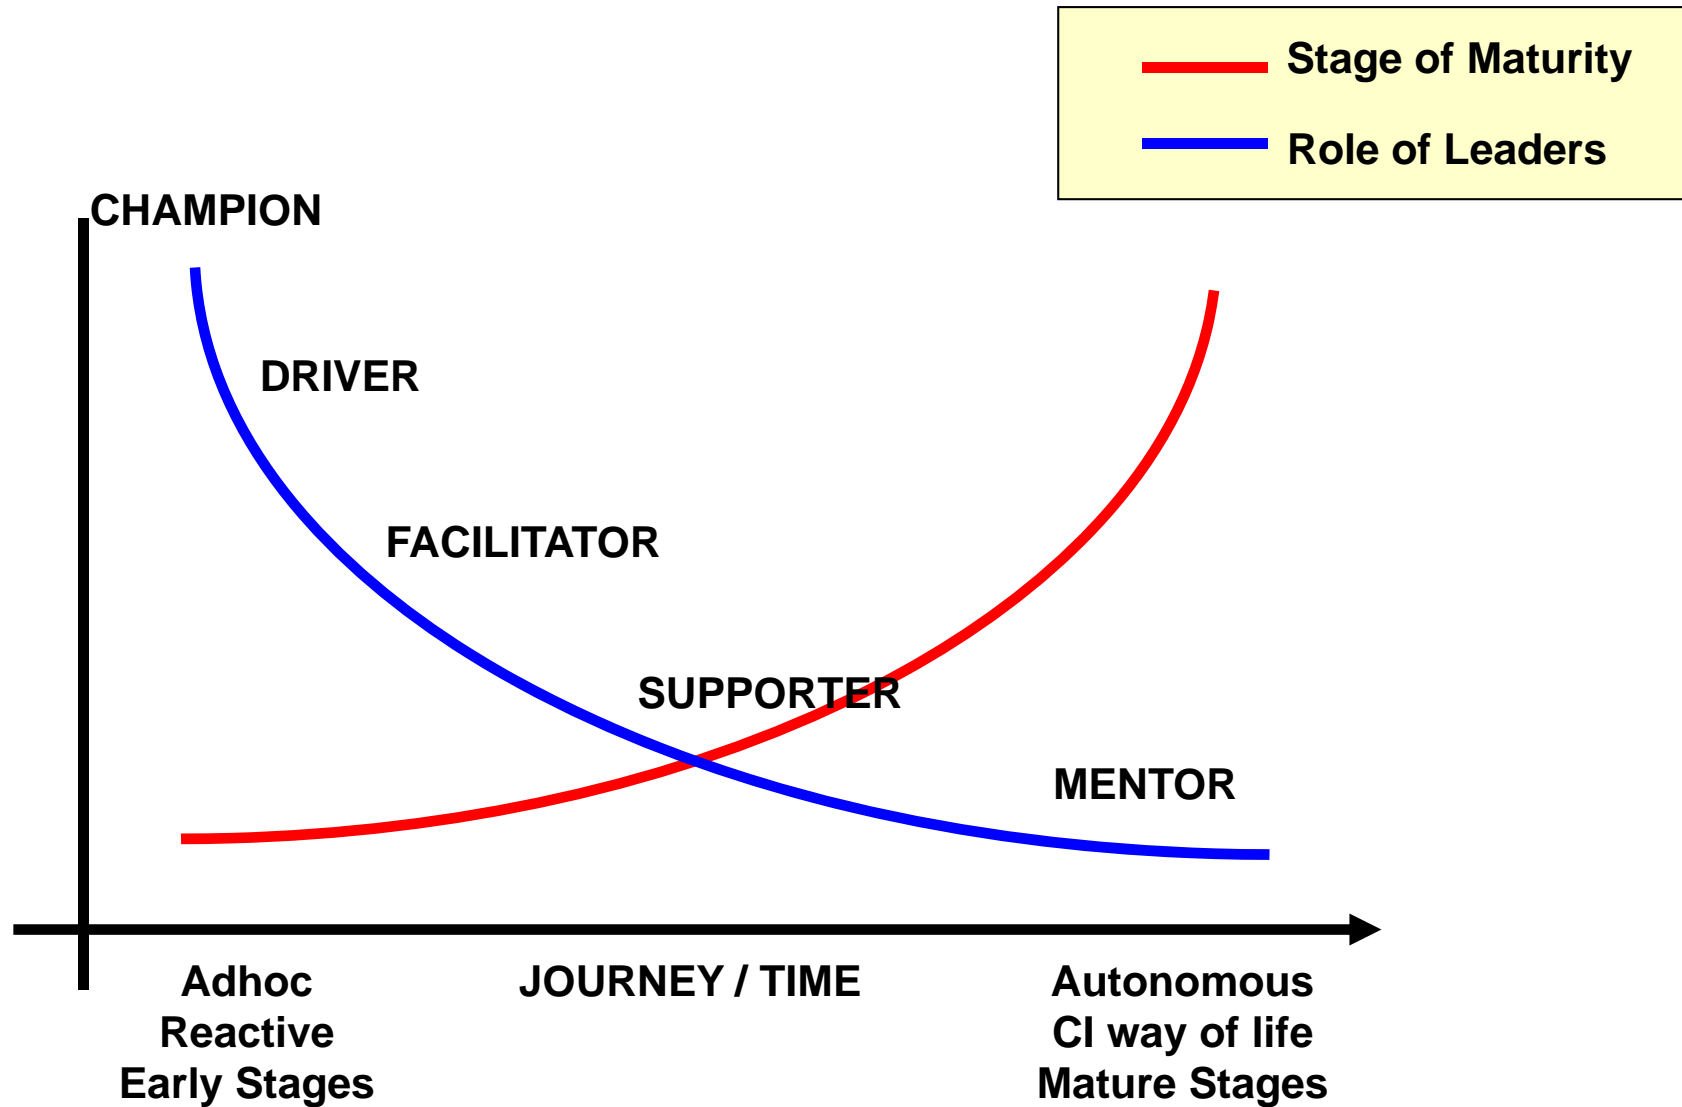 Stage of Maturity
Role of Leaders
CHAMPION
DRIVER
FACILITATOR
SUPPORTER
MENTOR
Adhoc
Reactive
Early Stages
JOURNEY / TIME
Autonomous
CI way of life
Mature Stages